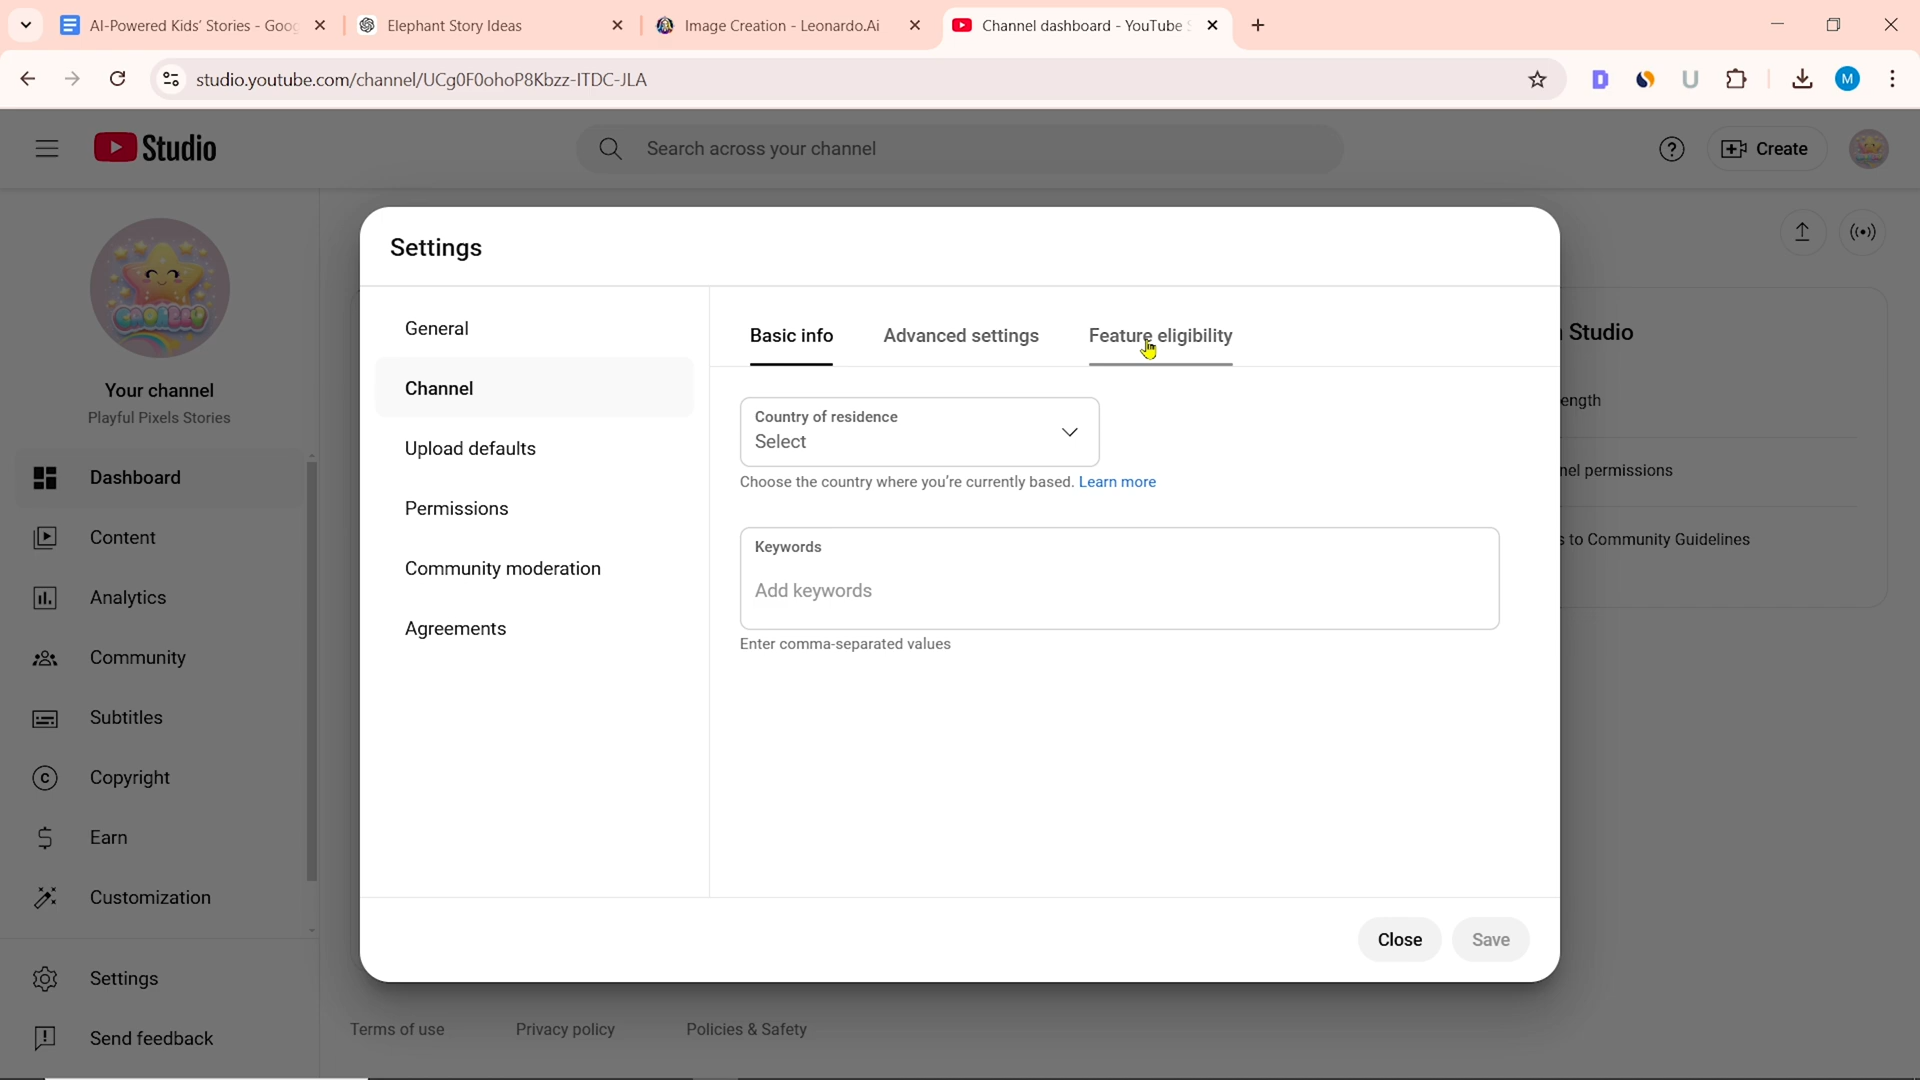 AI-Powered Kids' Stories - Goog
Elephant Story Ideas
Image Creation - Leonardo.Ai
Channel dashboard - YouTube S
studio.youtube.com/channel/UCg0F0ohoP8Kbzz-ITDC-JLA
D
U
M
Studio
Search across your channel
Create
Your channel
Playful Pixels Stories
Dashboard
Content
Analytics
Community
Subtitles
Copyright
Earn
Customization
Settings
Send feedback
Settings
General
Channel
Upload defaults
Permissions
Community moderation
Agreements
Basic info
Advanced settings
Feature eligibility
Country of residence
Select
Choose the country where you're currently based. Learn more
Keywords
Add keywords
Enter comma-separated values
Close
Save
Studio
ength
nel permissions
s to Community Guidelines
Terms of use
Privacy policy
Policies & Safety